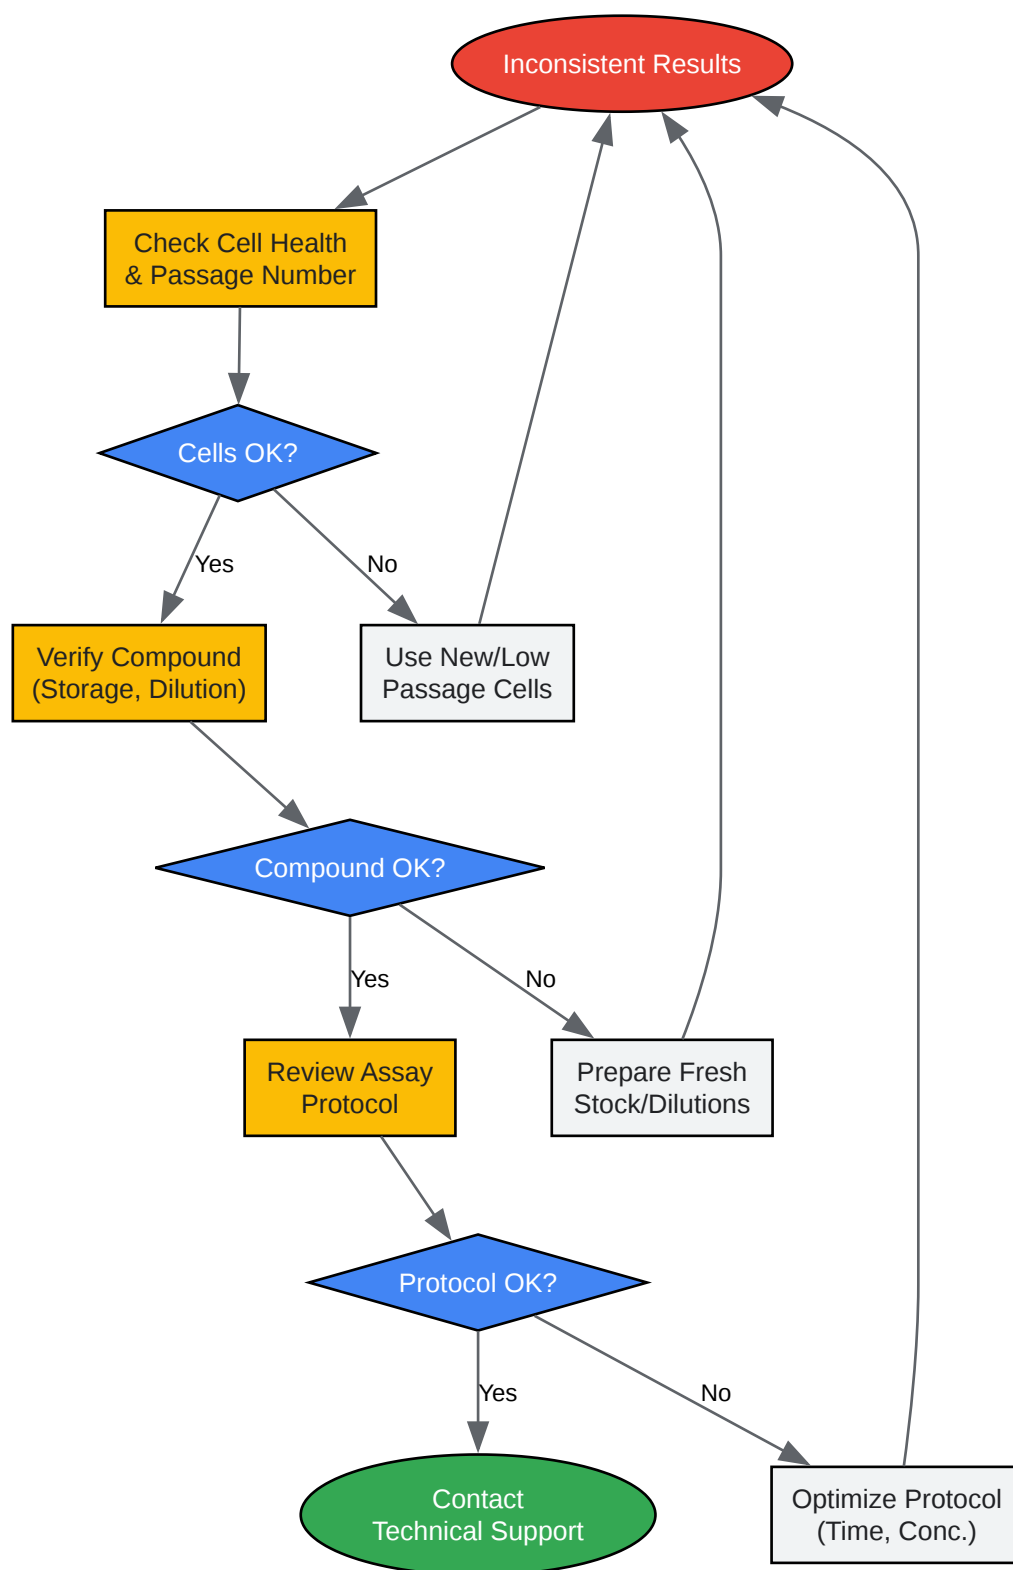 Inconsistent Results
Check Cell Health
& Passage Number
Cells OK?
Yes
No
Verify Compound
(Storage, Dilution)
Use New/Low
Passage Cells
Compound OK?
Yes
No
Review Assay
Protocol
Prepare Fresh
Stock/Dilutions
Protocol OK?
Yes
No
Contact
Technical Support
Optimize Protocol
(Time, Conc.)